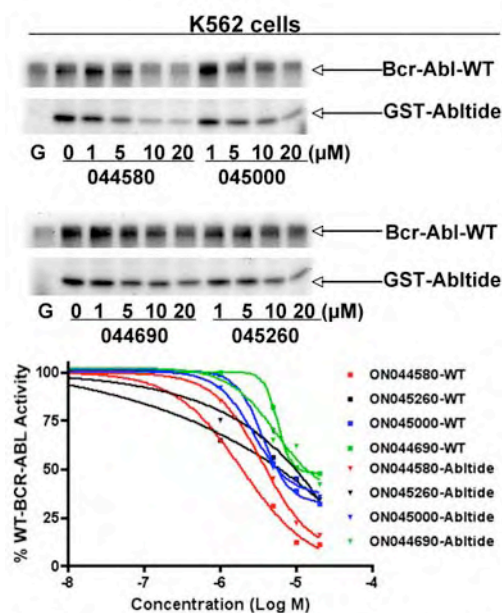 K562 cells
Bcr-Abl-WT
GST-Abltide
G 0 1 5 10 20 1 5 10 20 (μM)
044580 045000
Bcr-Abl-WT
GST-Abltide
G 0 1 5 10 20 1 5 10 20 (μM)
044690 045260
% WT-BCR-ABL Activity
100
75
50
25
0
-8 -7 -6 -5 -4
Concentration (Log M)
ON044580-WT
ON045260-WT
ON045000-WT
ON044690-WT
ON044580-Abltide
ON045260-Abltide
ON045000-Abltide
ON044690-Abltide